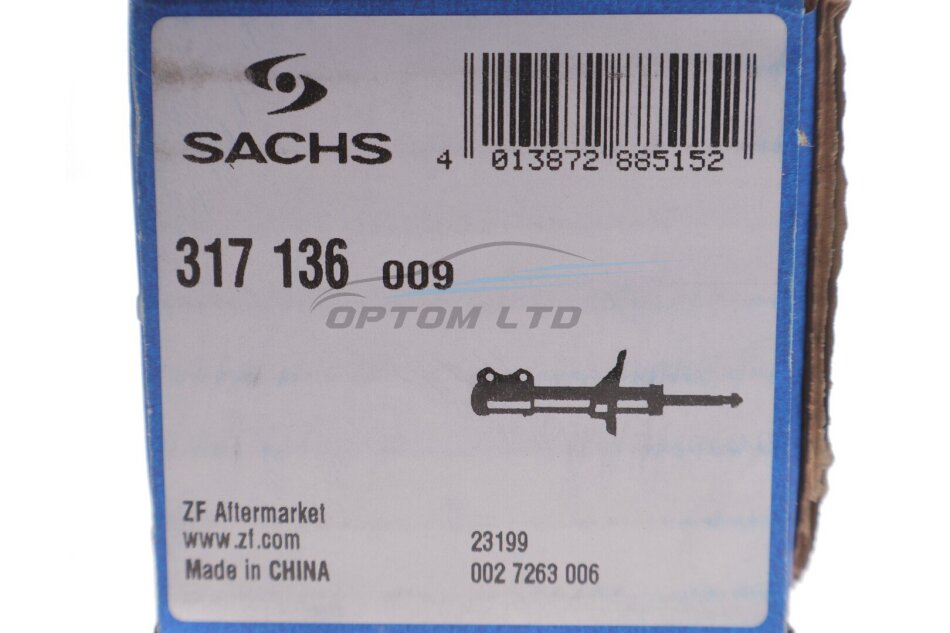 SACHS
4 013872 885152
317 136 009
OPTOM LTD
ZF Aftermarket
www.zf.com
Made in CHINA
23199
002 7263 006